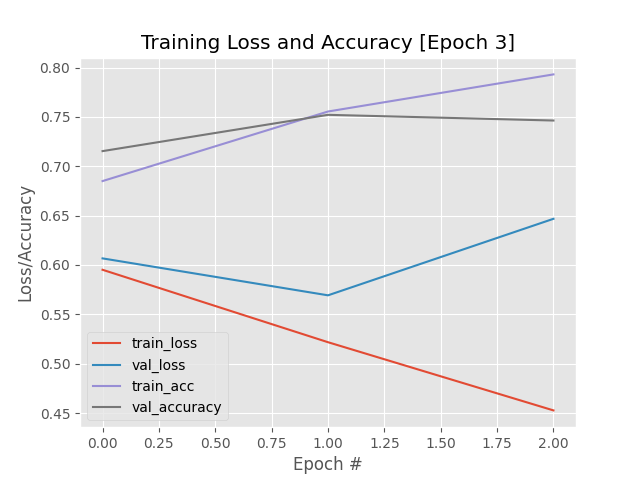 Training Loss and Accuracy [Epoch 3]
0.80
0.75
0.70
0.65
0.60
0.55
0.50
0.45
Loss/Accuracy
train_loss
val_loss
train_acc
val_accuracy
0.00 0.25 0.50 0.75 1.00 1.25 1.50 1.75 2.00
Epoch #